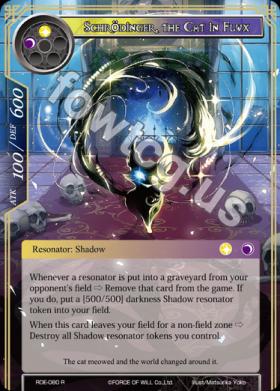 Schrödinger, the Cat in Flux
ATK 100 / DEF 600
fowtcg.us
Resonator: Shadow
Whenever a resonator is put into a graveyard from your
opponent's field ⇨ Remove that card from the game. If
you do, put a [500/500] darkness Shadow resonator
token into your field.
When this card leaves your field for a non-field zone ⇨
Destroy all Shadow resonator tokens you control.
The cat meowed and the world changed around it.
RDE-080 R
©FORCE OF WILL Co.,Ltd.
Illust/Matsurika Yoko